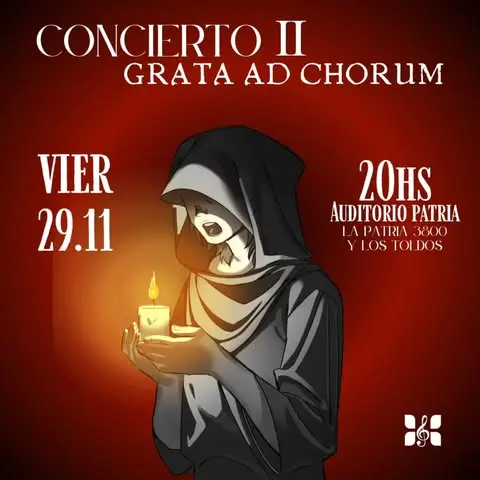 CONCIERTO II
GRATA AD CHORUM
VIER
29.11
20HS
AUDITORIO PATRIA
LA PATRIA 3800
Y LOS TOLDOS